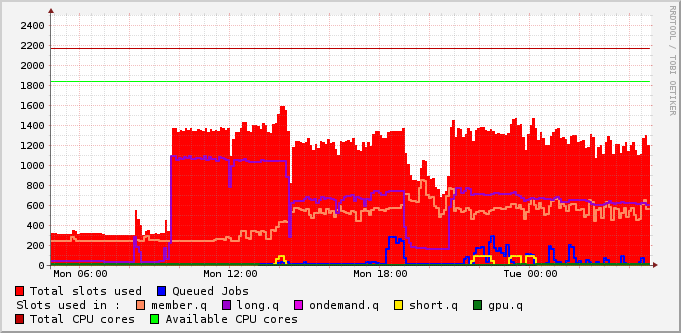 2400
2200
2000
1800
1600
1400
1200
1000
800
600
400
200
0
Mon 06:00 Mon 12:00 Mon 18:00 Tue 00:00
Total slots used Queued Jobs
Slots used in : member.q long.q ondemand.q short.q gpu.q
Total CPU cores Available CPU cores
RRDTOOL / TOBI OETIKER